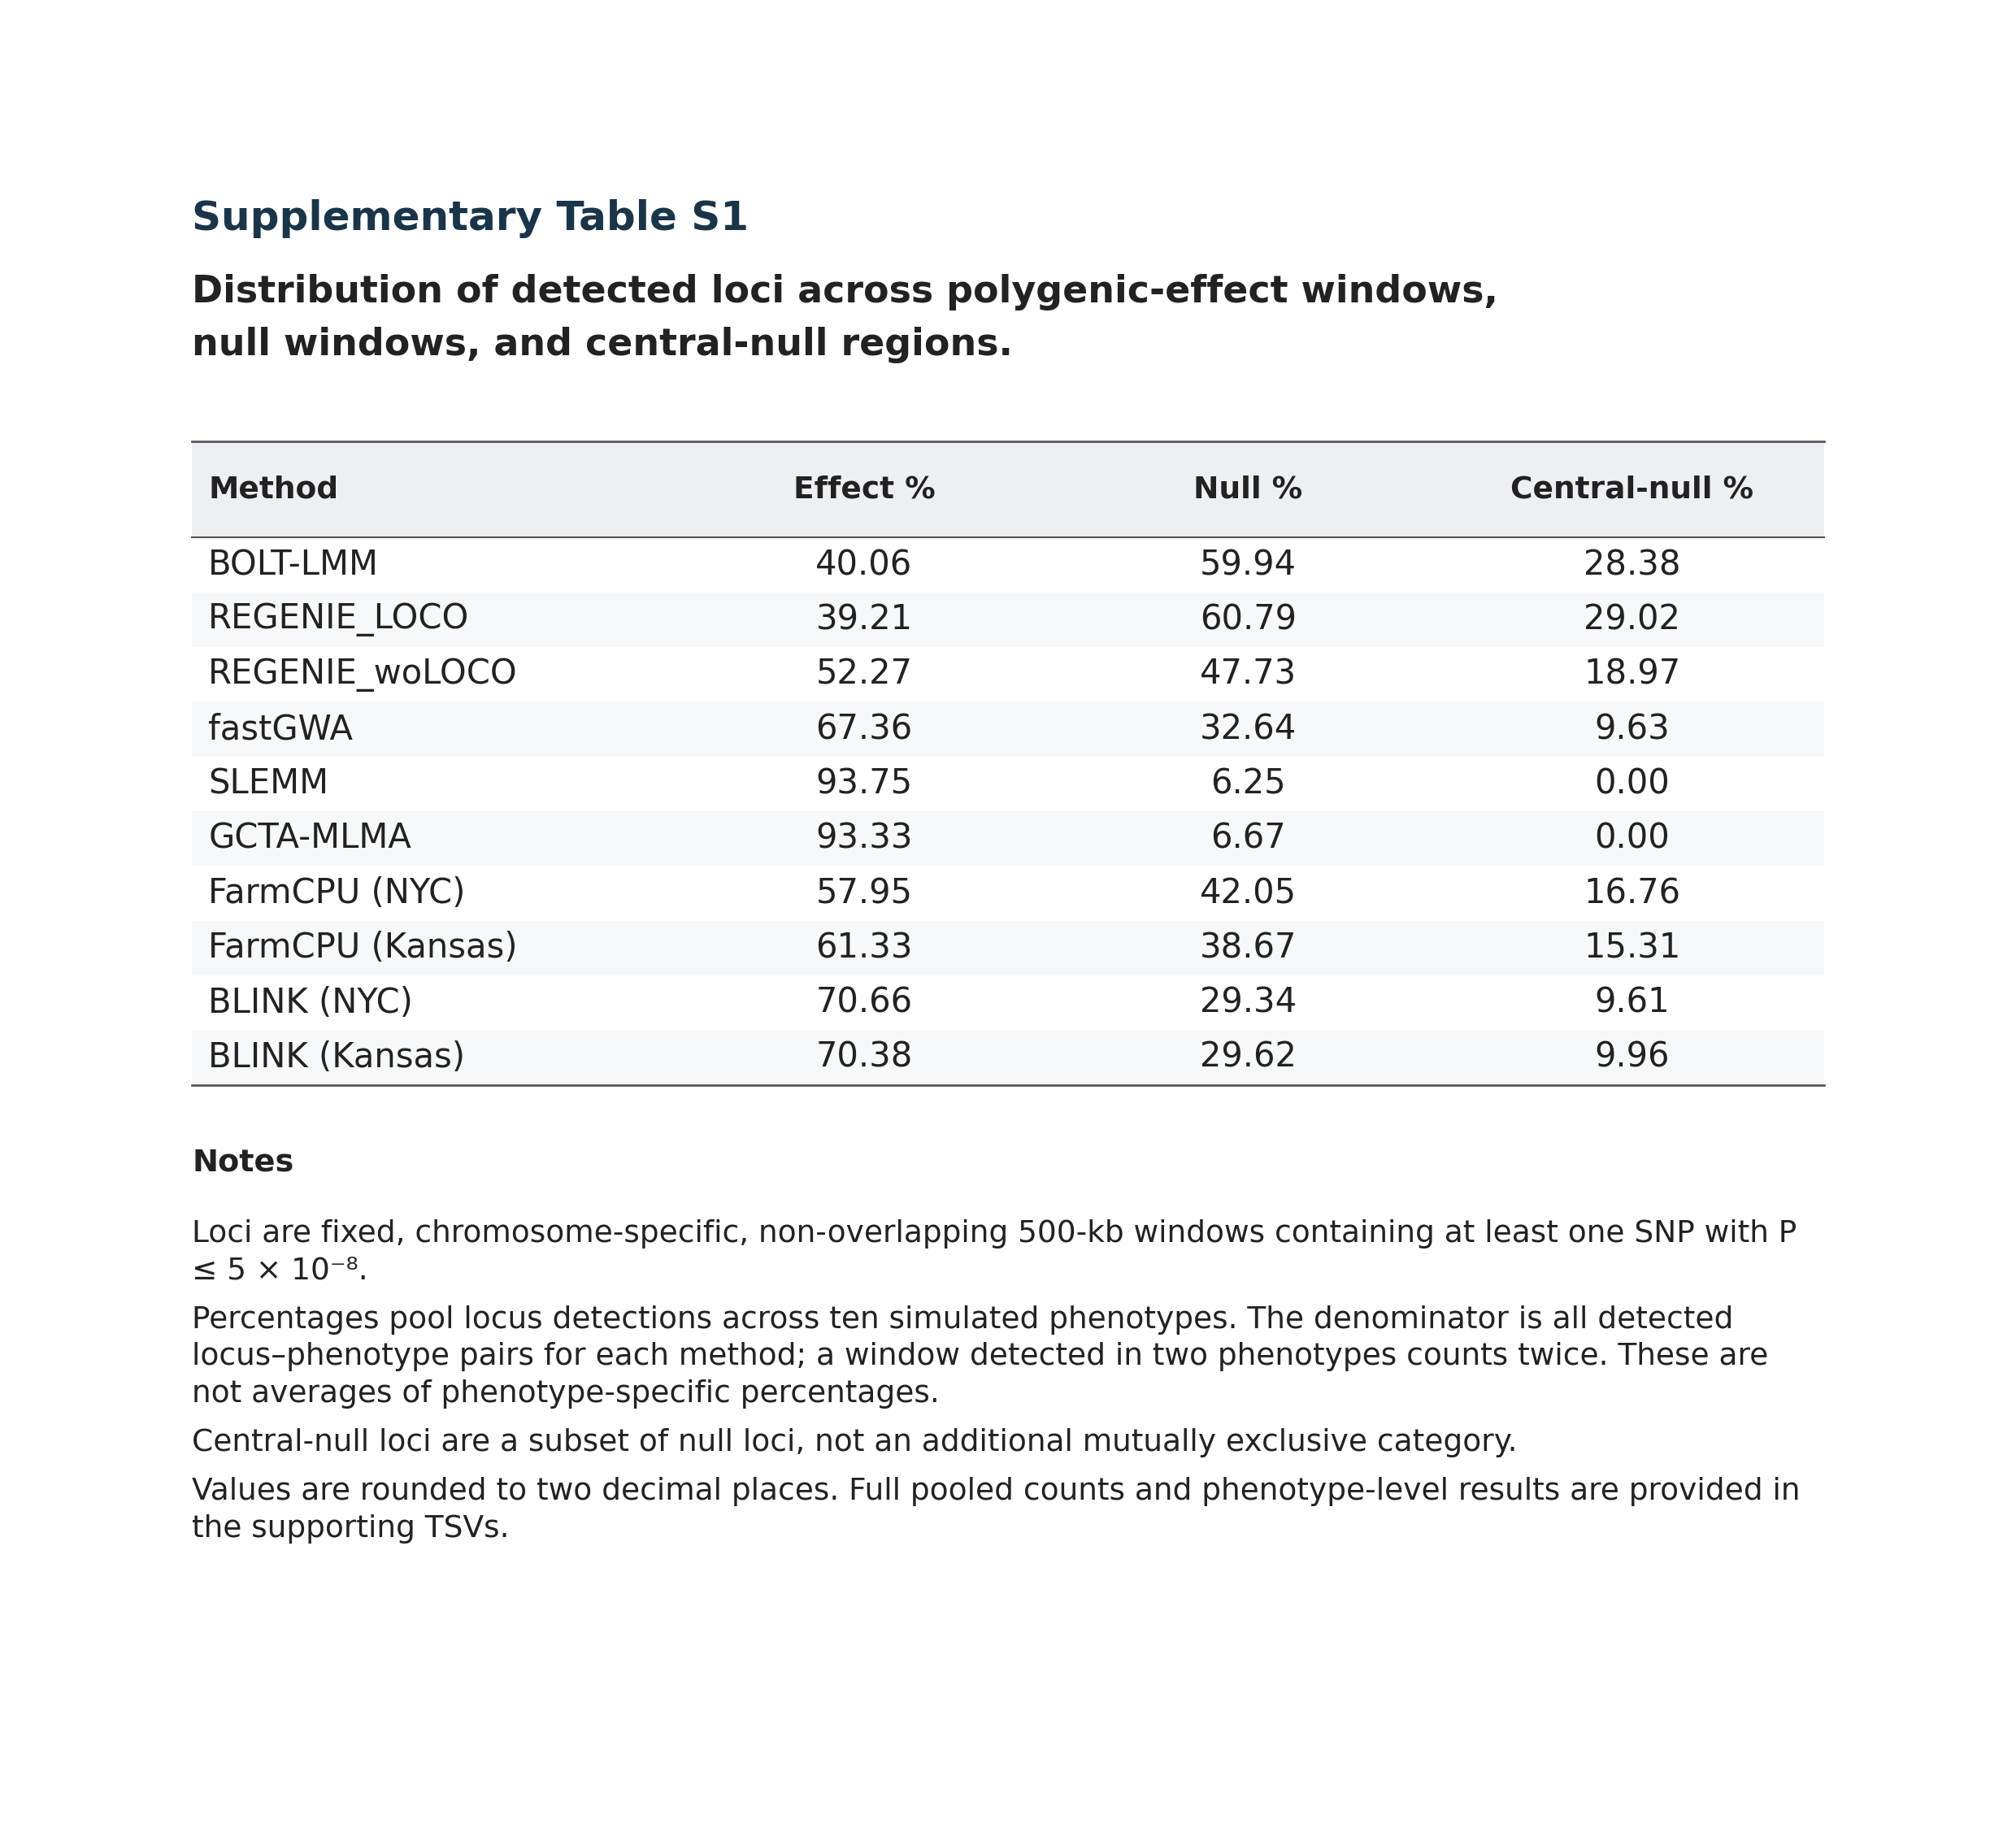 Supplementary Table S1
Distribution of detected loci across polygenic-effect windows,
null windows, and central-null regions.
Method Effect % Null % Central-null %
BOLT-LMM 40.06 59.94 28.38
REGENIE_LOCO 39.21 60.79 29.02
REGENIE_woLOCO 52.27 47.73 18.97
fastGWA 67.36 32.64 9.63
SLEMM 93.75 6.25 0.00
GCTA-MLMA 93.33 6.67 0.00
FarmCPU (NYC) 57.95 42.05 16.76
FarmCPU (Kansas) 61.33 38.67 15.31
BLINK (NYC) 70.66 29.34 9.61
BLINK (Kansas) 70.38 29.62 9.96
Notes
Loci are fixed, chromosome-specific, non-overlapping 500-kb windows containing at least one SNP with P
≤ 5 × 10⁻⁸.
Percentages pool locus detections across ten simulated phenotypes. The denominator is all detected
locus–phenotype pairs for each method; a window detected in two phenotypes counts twice. These are
not averages of phenotype-specific percentages.
Central-null loci are a subset of null loci, not an additional mutually exclusive category.
Values are rounded to two decimal places. Full pooled counts and phenotype-level results are provided in
the supporting TSVs.